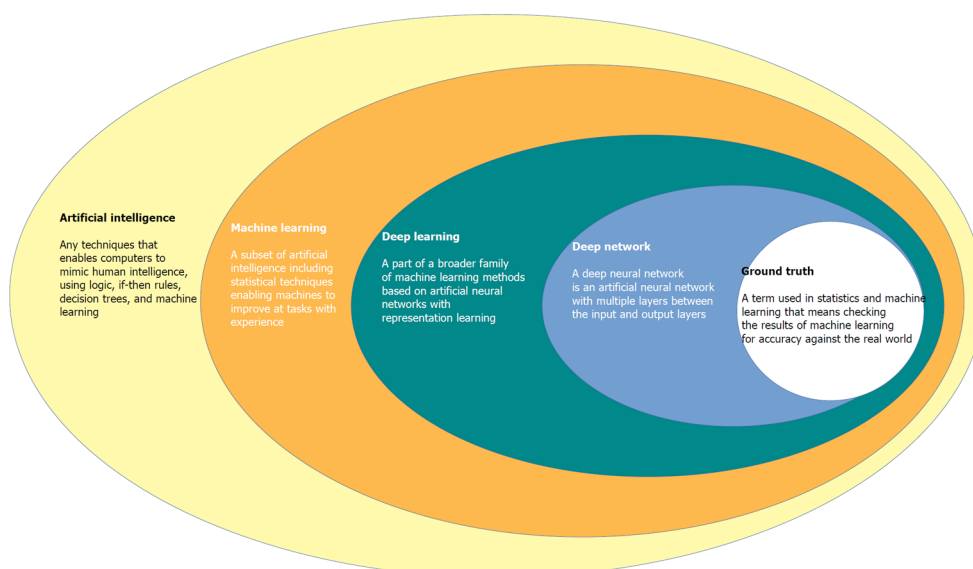 Artificial intelligence
Any techniques that
enables computers to
mimic human intelligence,
using logic, if-then rules,
decision trees, and machine
learning
Machine learning
A subset of artificial
intelligence including
statistical techniques
enabling machines to
improve at tasks with
experience
Deep learning
A part of a broader family
of machine learning methods
based on artificial neural
networks with
representation learning
Deep network
A deep neural network
is an artificial neural network
with multiple layers between
the input and output layers
Ground truth
A term used in statistics and machine
learning that means checking
the results of machine learning
for accuracy against the real world